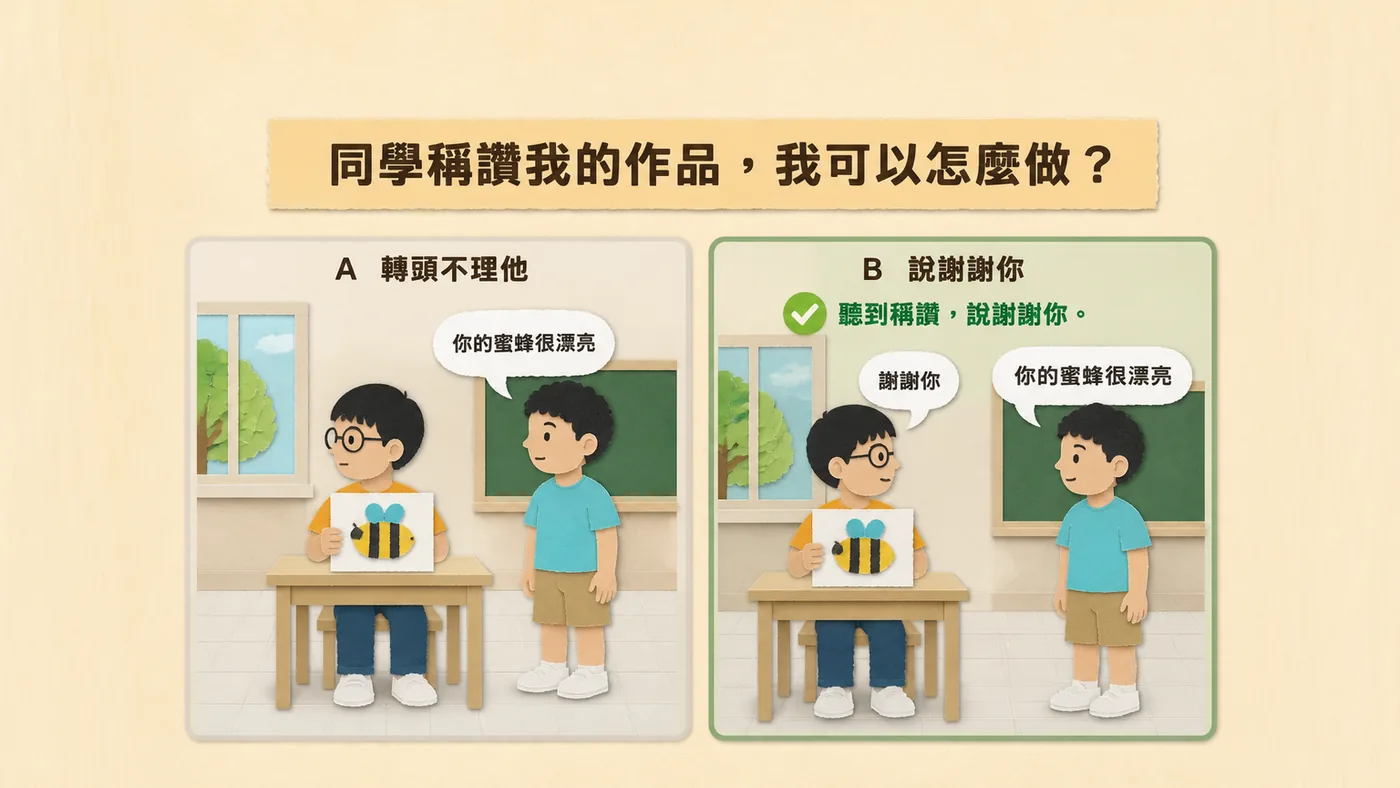 同學稱讚我的作品，我可以怎麼做？
A 轉頭不理他
你的蜜蜂很漂亮
B 說謝謝你
聽到稱讚，說謝謝你。
謝謝你
你的蜜蜂很漂亮